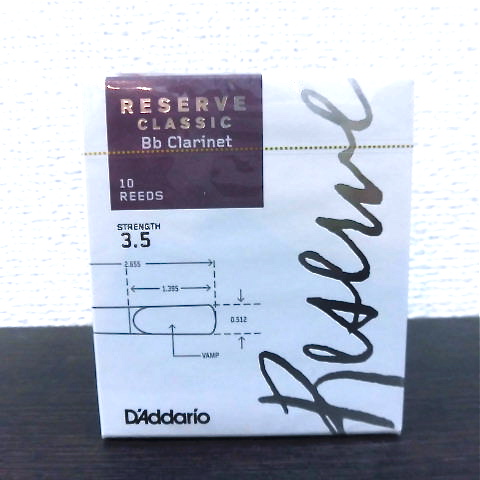 RESERVE
CLASSIC
Bb Clarinet
10
REEDS
STRENGTH
3.5
2.655
1.395
0.512
VAMP
D'Addario
Reserve